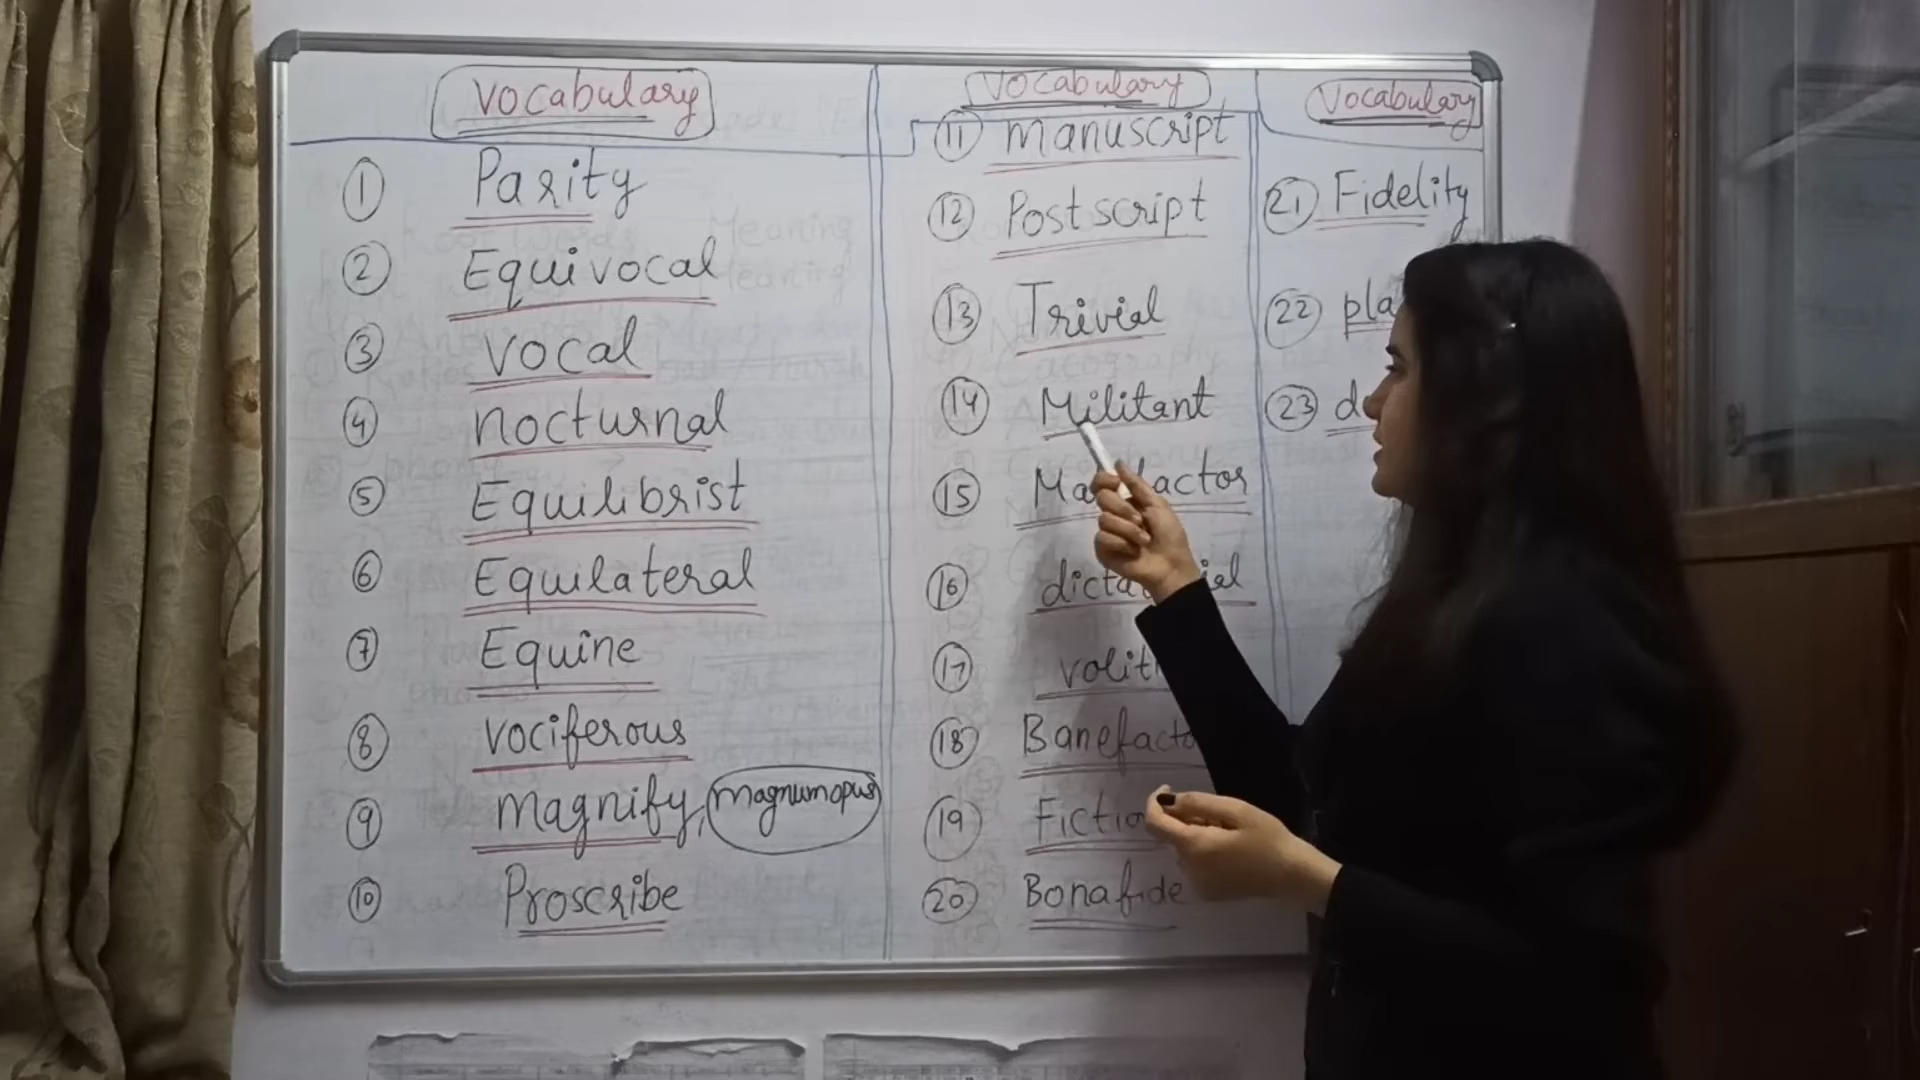 Vocabulary
1 Parity
2 Equivocal
3 vocal
4 nocturnal
5 Equilibrist
6 Equilateral
7 Equine
8 vociferous
9 magnify, magnumopus
10 Proscribe
Vocabulary
11 manuscript
12 Postscript
13 Trivial
14 Militant
15
16
17
18
19
20 Bonafide
Vocabulary
21 Fidelity
22
23